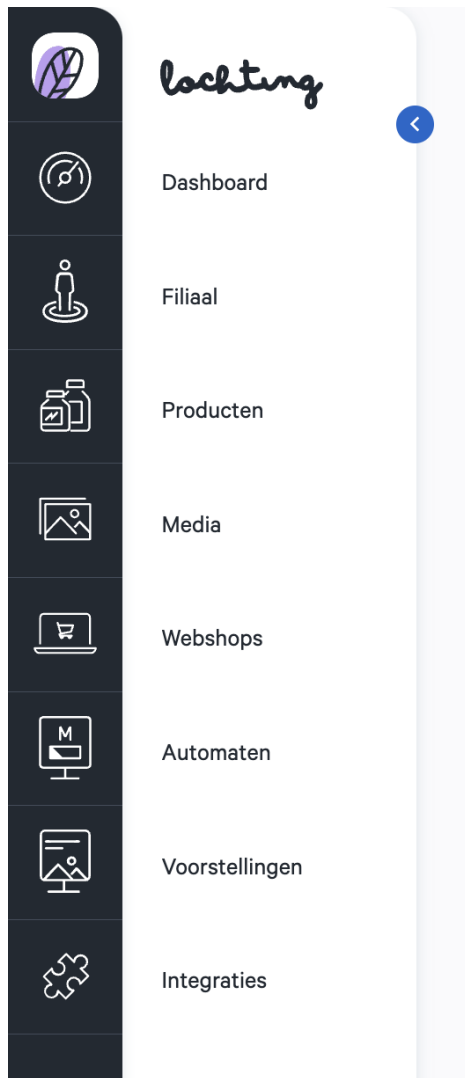 lochting
Dashboard
Filiaal
Producten
Media
Webshops
M
Automaten
Voorstellingen
Integraties